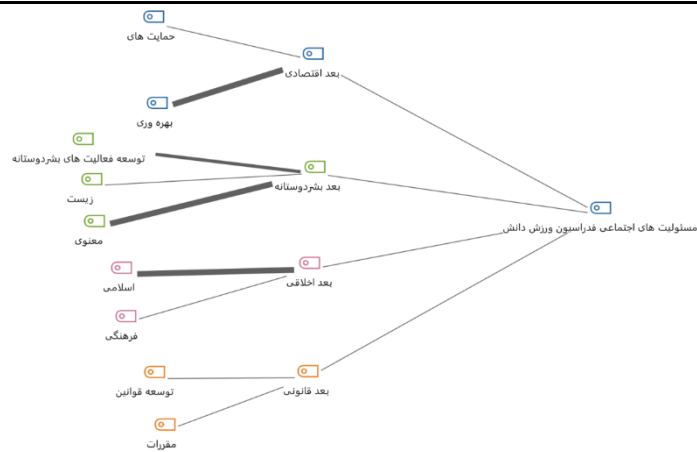 حمایت های
بعد اقتصادی
بهره وری
توسعه فعالیت های بشردوستانه
زیست
بعد بشردوستانه
معنوی
مسئولیت های اجتماعی فدراسیون ورزش دانش
اسلامی
بعد اخلاقی
فرهنگی
توسعه قوانین
بعد قانونی
مقررات